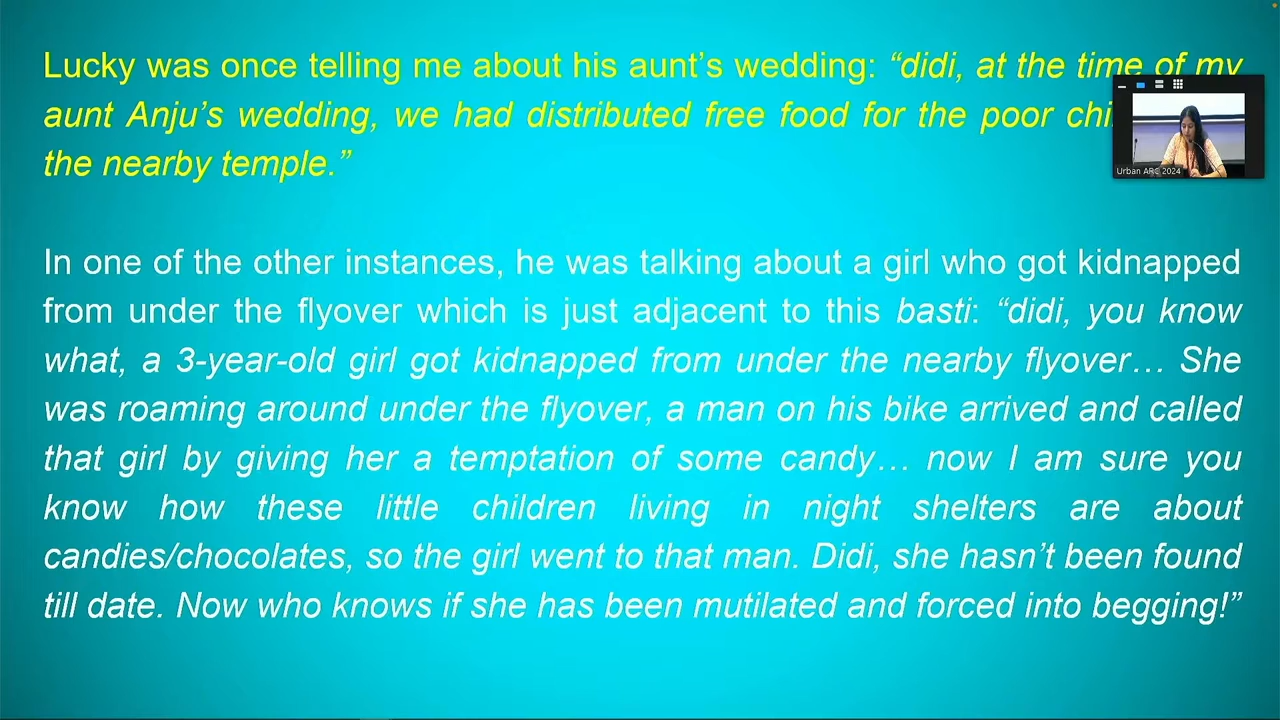 Lucky was once telling me about his aunt’s wedding: “didi, at the time of my
aunt Anju’s wedding, we had distributed free food for the poor
the nearby temple.”
In one of the other instances, he was talking about a girl who got kidnapped
from under the flyover which is just adjacent to this basti: “didi, you know
what, a 3-year-old girl got kidnapped from under the nearby flyover… She
was roaming around under the flyover, a man on his bike arrived and called
that girl by giving her a temptation of some candy… now I am sure you
know how these little children living in night shelters are about
candies/chocolates, so the girl went to that man. Didi, she hasn’t been found
till date. Now who knows if she has been mutilated and forced into begging!”
Urban ARC 2024